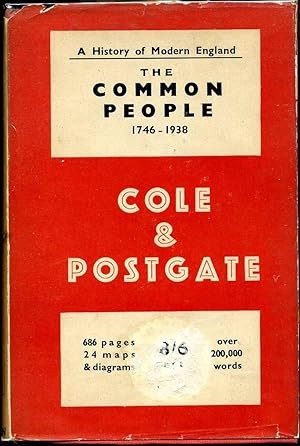 A History of Modern England
THE
COMMON
PEOPLE
1746 - 1938
COLE
&
POSTGATE
686 pages
24 maps
& diagrams
8/6
over
200,000
words